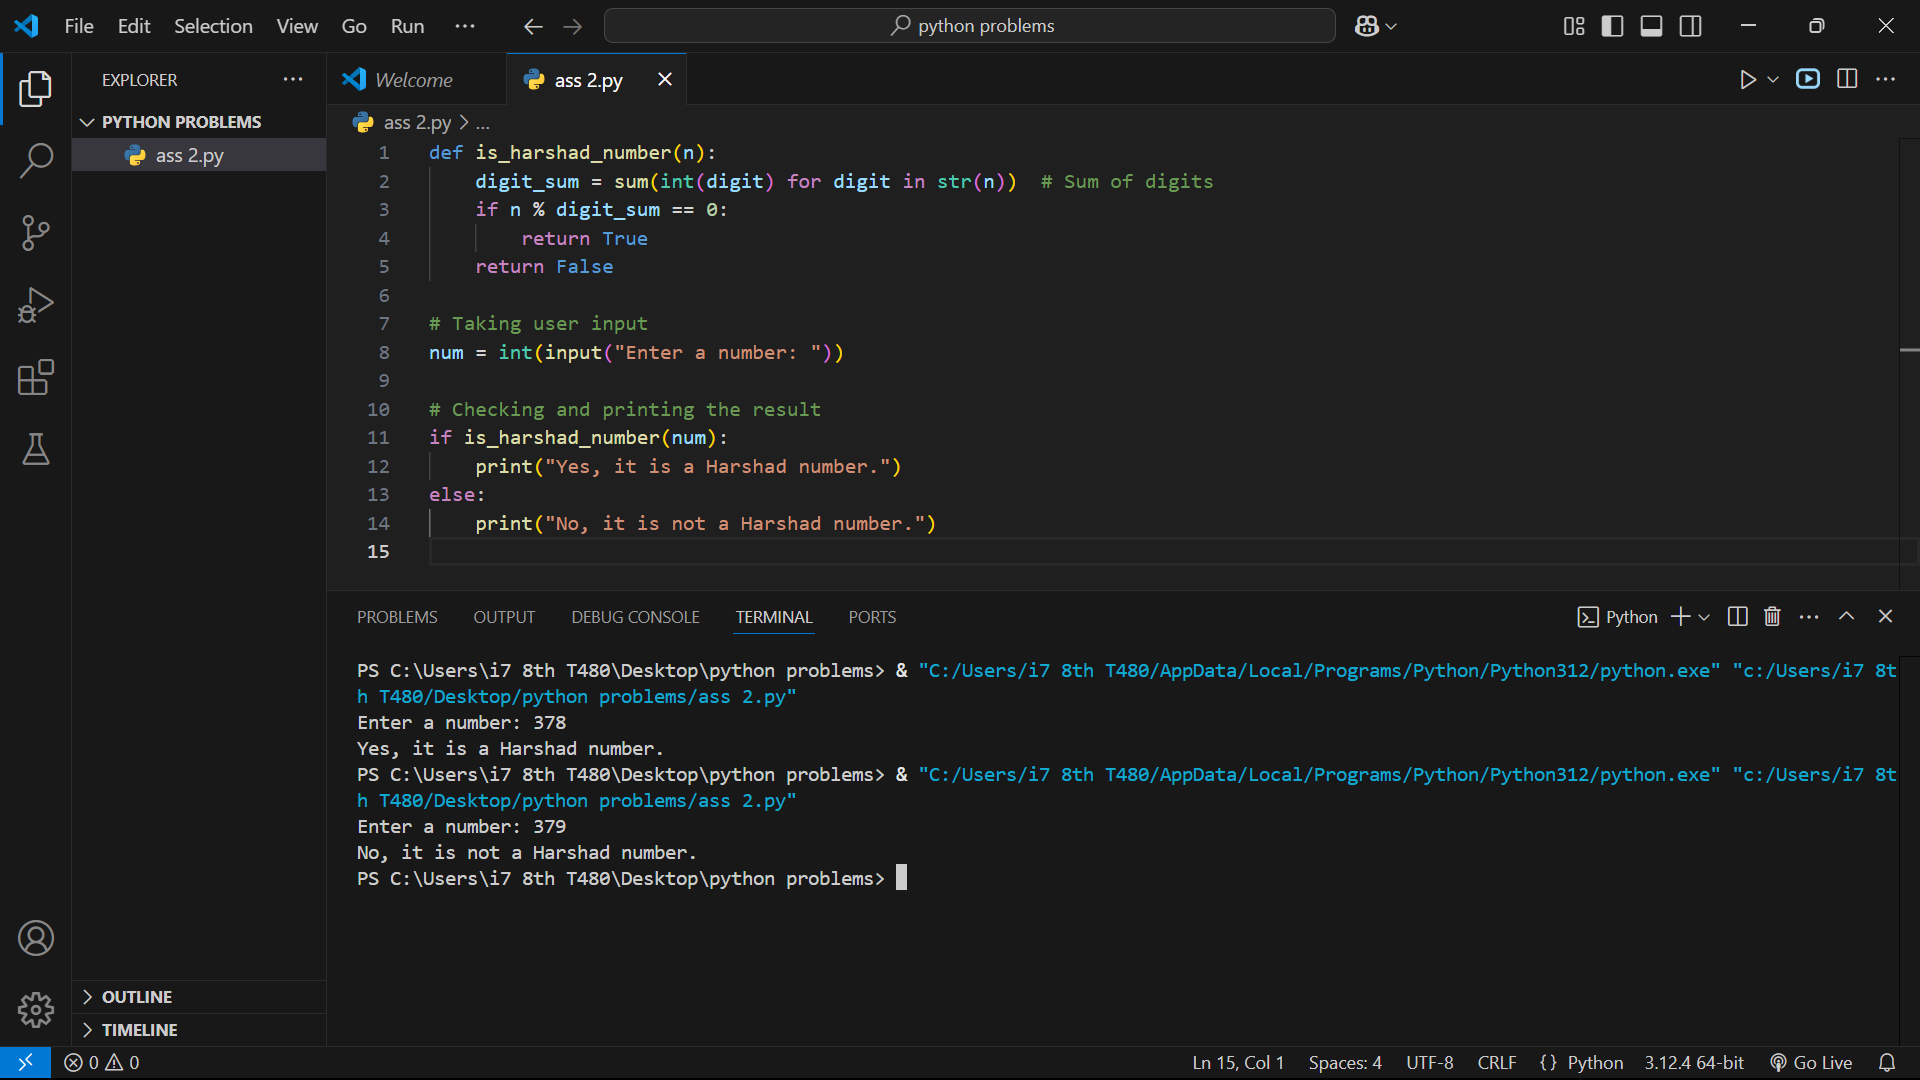 File Edit Selection View Go Run ··· python problems
EXPLORER ···
PYTHON PROBLEMS
ass 2.py
OUTLINE
TIMELINE
Welcome ass 2.py
ass 2.py > ...
1 def is_harshad_number(n):
2     digit_sum = sum(int(digit) for digit in str(n))  # Sum of digits
3     if n % digit_sum == 0:
4         return True
5     return False
6
7 # Taking user input
8 num = int(input("Enter a number: "))
9
10 # Checking and printing the result
11 if is_harshad_number(num):
12     print("Yes, it is a Harshad number.")
13 else:
14     print("No, it is not a Harshad number.")
15
PROBLEMS OUTPUT DEBUG CONSOLE TERMINAL PORTS Python
PS C:\Users\i7 8th T480\Desktop\python problems> & "C:/Users/i7 8th T480/AppData/Local/Programs/Python/Python312/python.exe" "c:/Users/i7 8t
h T480/Desktop/python problems/ass 2.py"
Enter a number: 378
Yes, it is a Harshad number.
PS C:\Users\i7 8th T480\Desktop\python problems> & "C:/Users/i7 8th T480/AppData/Local/Programs/Python/Python312/python.exe" "c:/Users/i7 8t
h T480/Desktop/python problems/ass 2.py"
Enter a number: 379
No, it is not a Harshad number.
PS C:\Users\i7 8th T480\Desktop\python problems>
0 0 Ln 15, Col 1 Spaces: 4 UTF-8 CRLF {} Python 3.12.4 64-bit Go Live